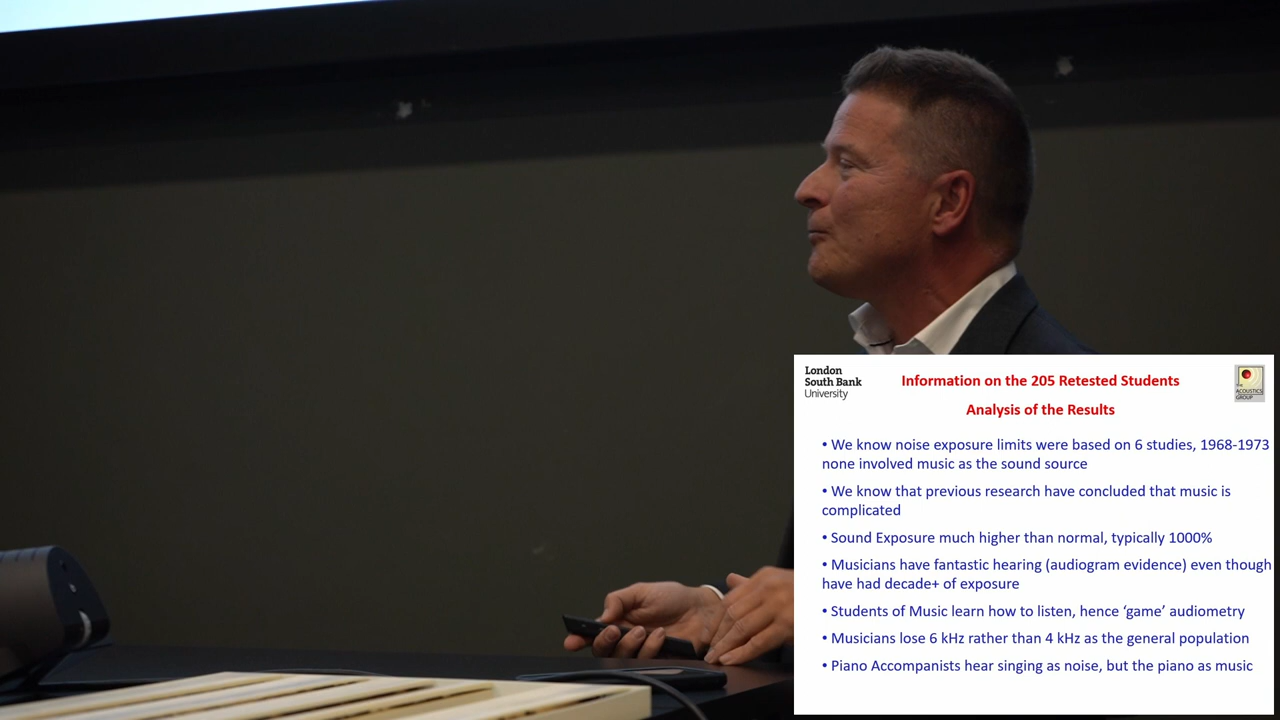 London
South Bank
University
Information on the 205 Retested Students
THE
ACOUSTICS
GROUP
Analysis of the Results
• We know noise exposure limits were based on 6 studies, 1968-1973
none involved music as the sound source
• We know that previous research have concluded that music is
complicated
• Sound Exposure much higher than normal, typically 1000%
• Musicians have fantastic hearing (audiogram evidence) even though
have had decade+ of exposure
• Students of Music learn how to listen, hence ‘game’ audiometry
• Musicians lose 6 kHz rather than 4 kHz as the general population
• Piano Accompanists hear singing as noise, but the piano as music